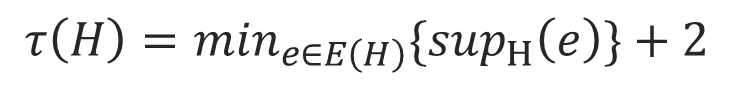 τ(H) = min_{e∈E(H)}{sup_H(e)} + 2